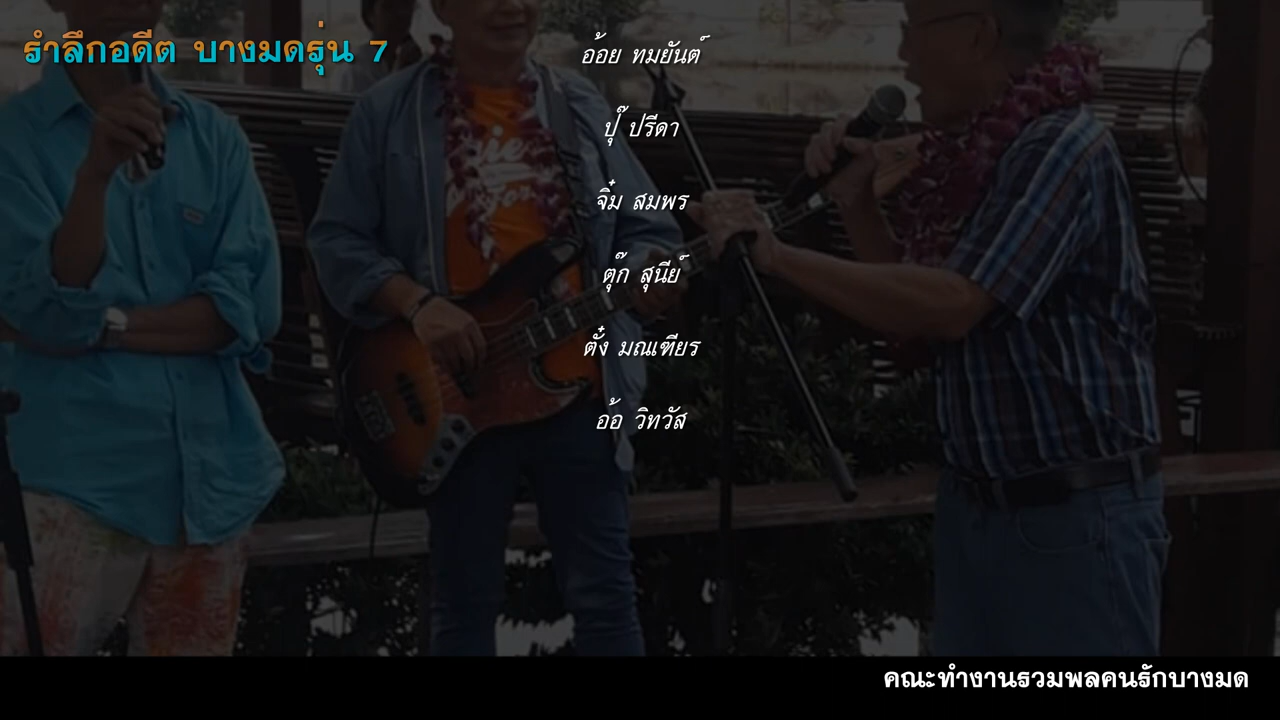 รำลึกอดีต บางมดรุ่น 7
อ้อย ทมยันต์
ปุ๊ ปรีดา
จิ๋ม สมพร
ตุ๊ก สุนีย์
ตั๋ง มณเฑียร
อ้อ วิทวัส
คณะทำงานรวมพลคนรักบางมด